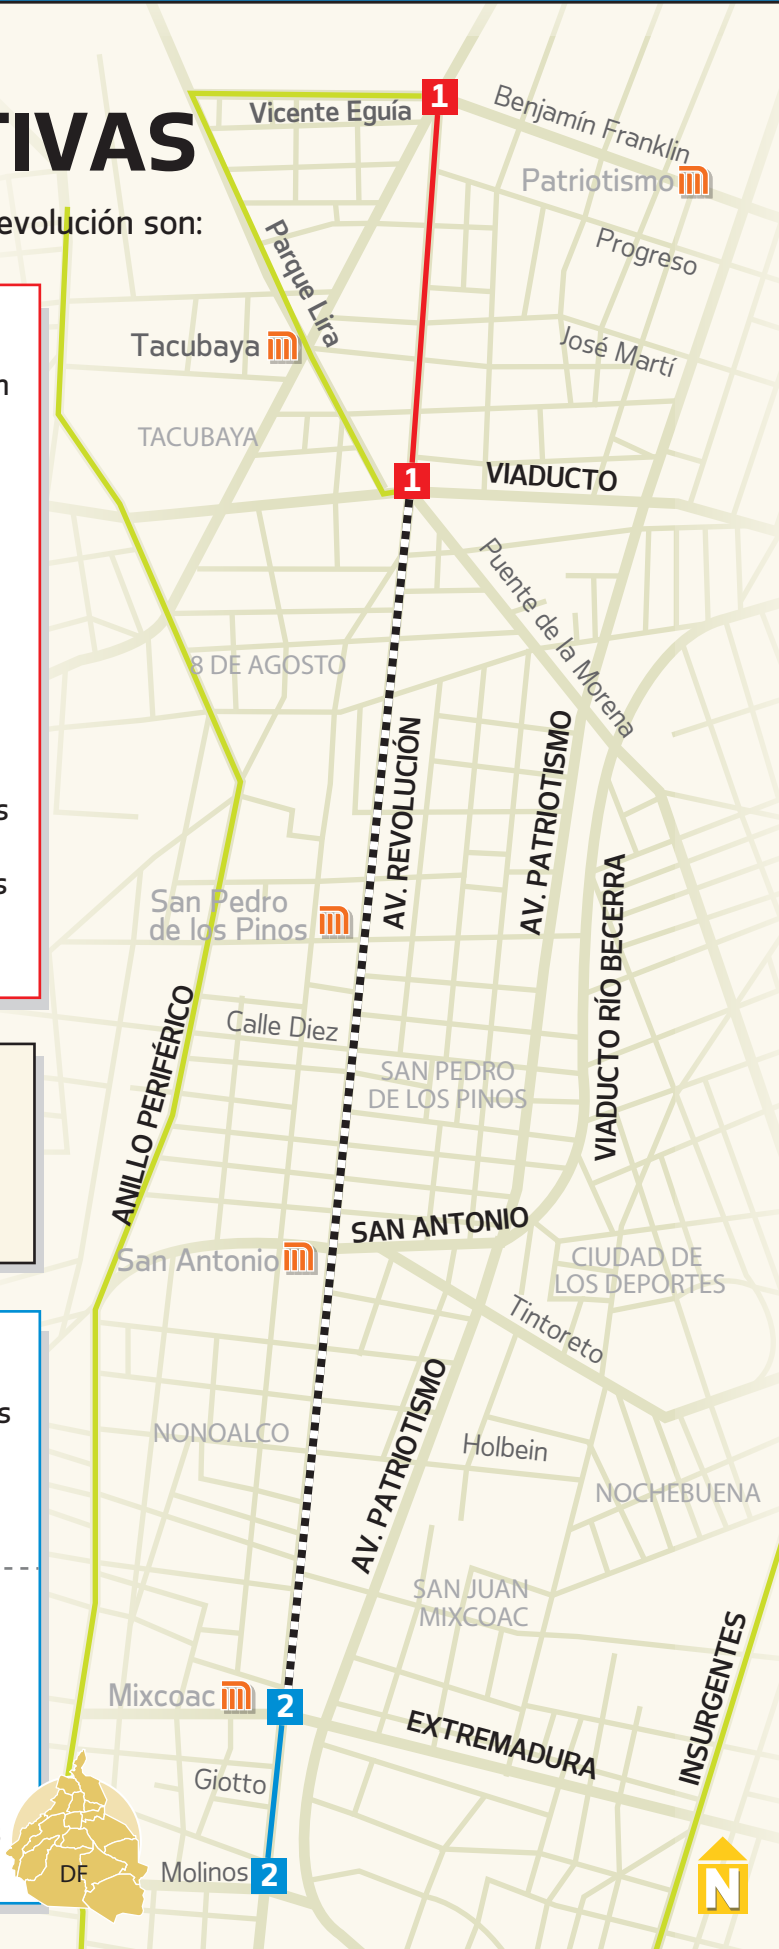 TIVAS
evolución son:
Vicente Eguía
1
Benjamín Franklin
Patriotismo
Progreso
Parque Lira
José Martí
Tacubaya
TACUBAYA
1
VIADUCTO
Puente de la Morena
8 DE AGOSTO
AV. REVOLUCIÓN
AV. PATRIOTISMO
VIADUCTO RÍO BECERRA
San Pedro
de los Pinos
ANILLO PERIFÉRICO
Calle Diez
SAN PEDRO
DE LOS PINOS
SAN ANTONIO
San Antonio
CIUDAD DE
LOS DEPORTES
Tintoreto
AV. PATRIOTISMO
NONOALCO
Holbein
NOCHEBUENA
SAN JUAN
MIXCOAC
INSURGENTES
Mixcoac
2
EXTREMADURA
Giotto
Molinos
2
DF
N